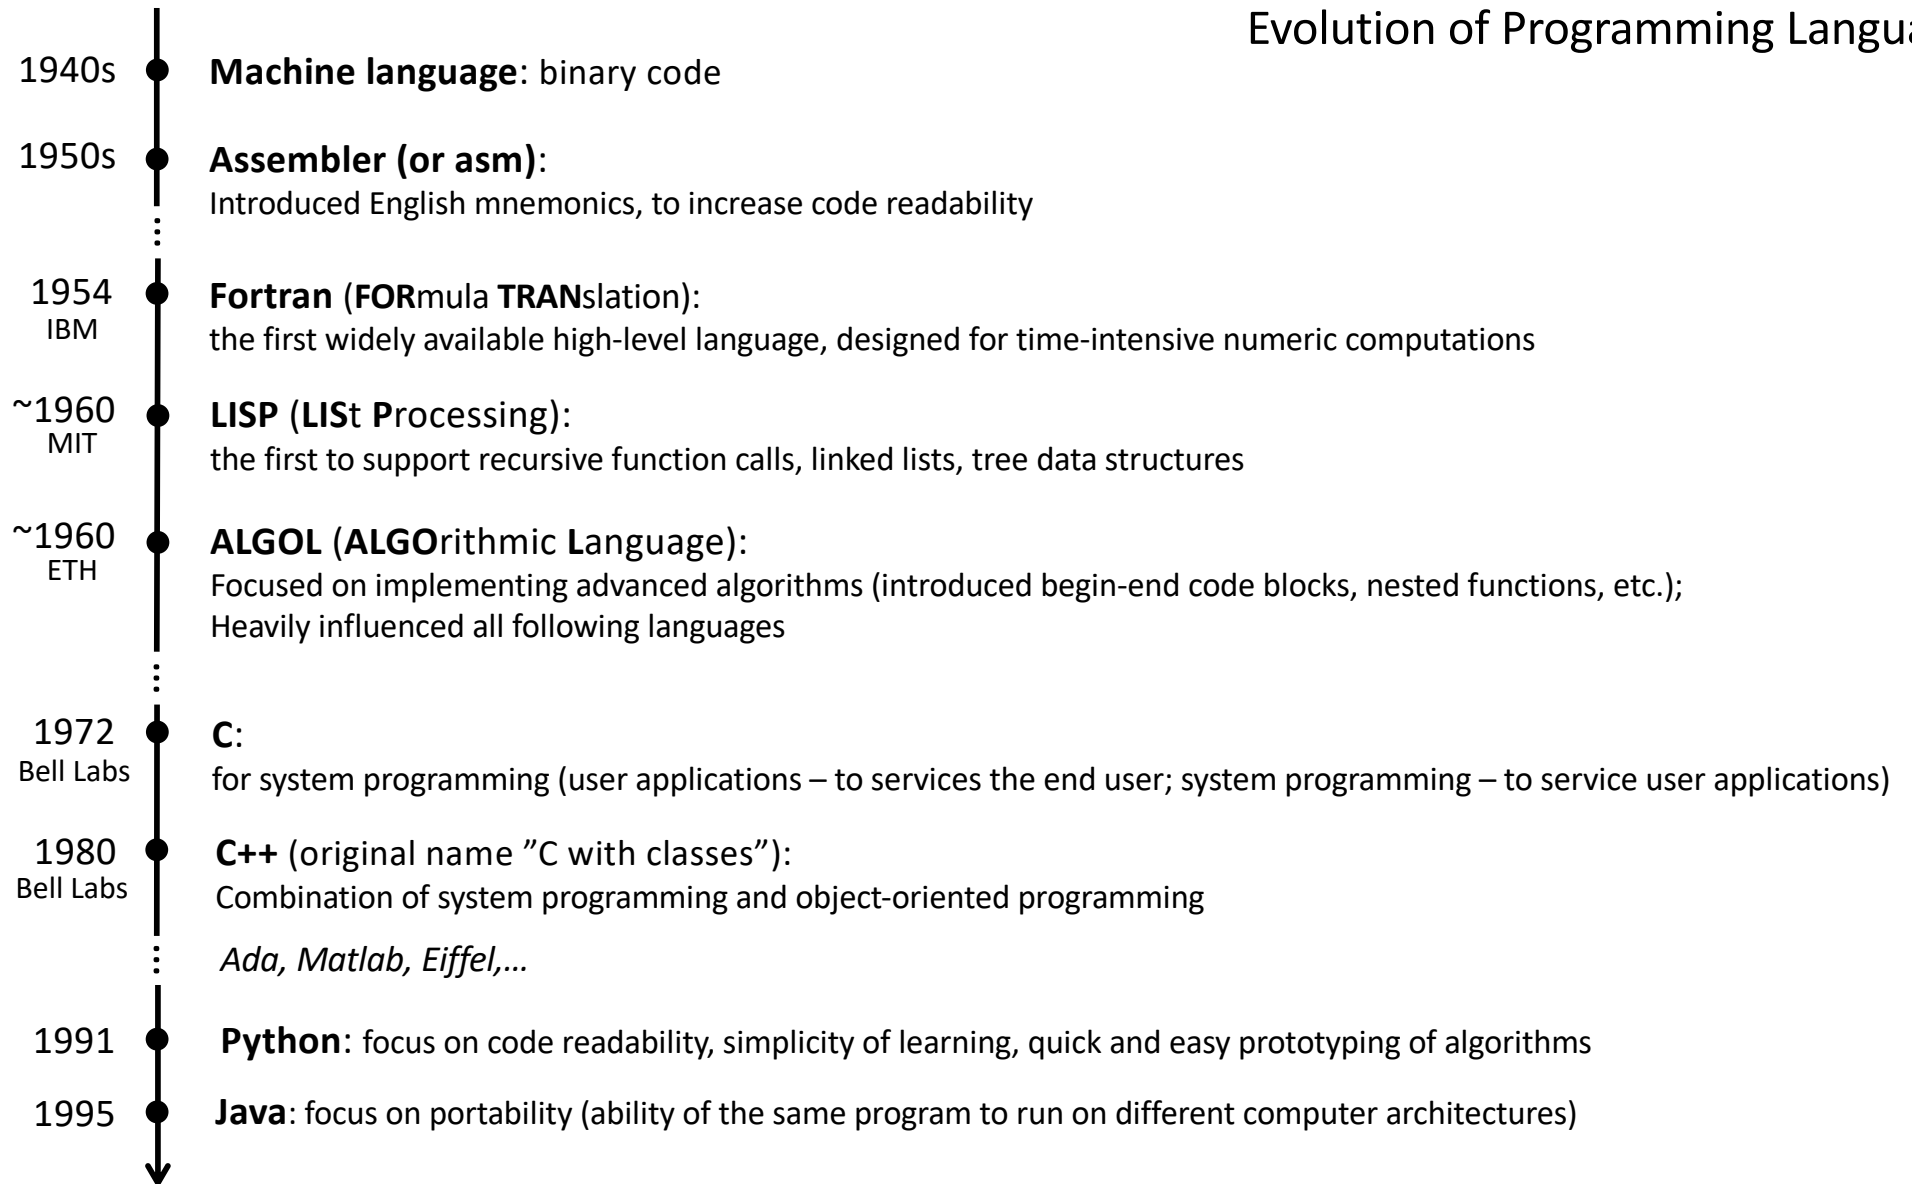 Evolution of Programming Langua
1940s
Machine language: binary code
1950s
Assembler (or asm):
Introduced English mnemonics, to increase code readability
1954
IBM
Fortran (FORmula TRANslation):
the first widely available high-level language, designed for time-intensive numeric computations
~1960
MIT
LISP (LISt Processing):
the first to support recursive function calls, linked lists, tree data structures
~1960
ETH
ALGOL (ALGOrithmic Language):
Focused on implementing advanced algorithms (introduced begin-end code blocks, nested functions, etc.);
Heavily influenced all following languages
1972
Bell Labs
C:
for system programming (user applications – to services the end user; system programming – to service user applications)
1980
Bell Labs
C++ (original name ”C with classes”):
Combination of system programming and object-oriented programming
Ada, Matlab, Eiffel,...
1991
Python: focus on code readability, simplicity of learning, quick and easy prototyping of algorithms
1995
Java: focus on portability (ability of the same program to run on different computer architectures)